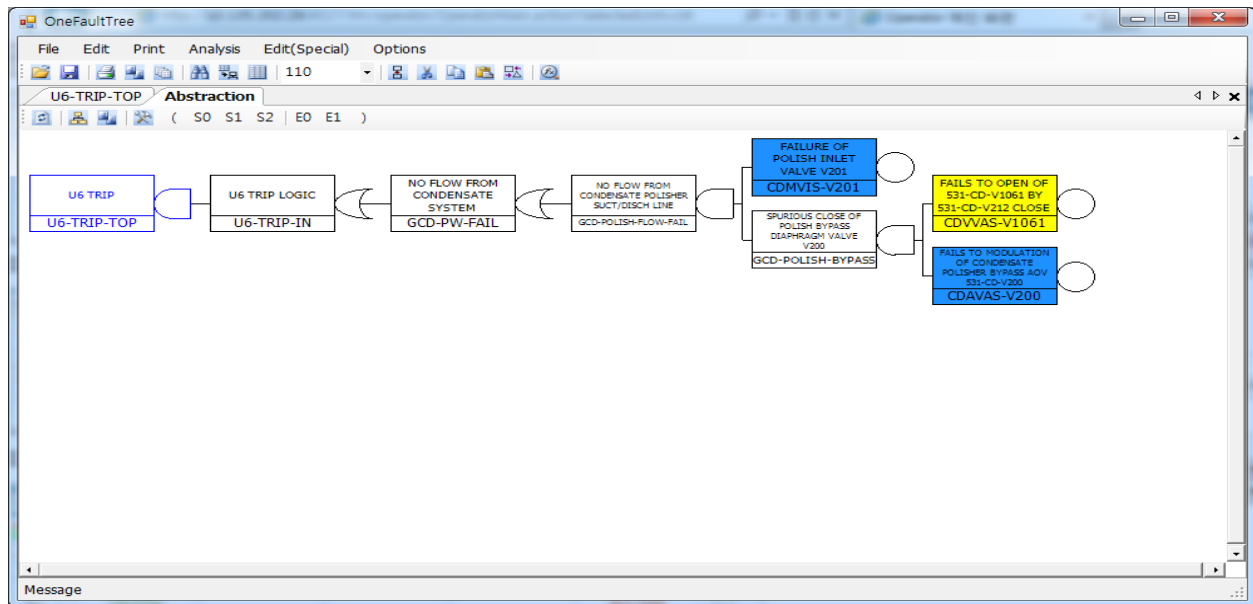 OneFaultTree
File Edit Print Analysis Edit(Special) Options
110
U6-TRIP-TOP Abstraction
( S0 S1 S2 | E0 E1 )
U6 TRIP
U6-TRIP-TOP
U6 TRIP LOGIC
U6-TRIP-IN
NO FLOW FROM
CONDENSATE
SYSTEM
GCD-PW-FAIL
NO FLOW FROM
CONDENSATE POLISHER
SUCT/DISCH LINE
GCD-POLISH-FLOW-FAIL
FAILURE OF
POLISH INLET
VALVE V201
CDMVIS-V201
SPURIOUS CLOSE OF
POLISH BYPASS
DIAPHRAGM VALVE
V200
GCD-POLISH-BYPASS
FAILS TO OPEN OF
531-CD-V1061 BY
531-CD-V212 CLOSE
CDVVAS-V1061
FAILS TO MODULATION
OF CONDENSATE
POLISHER BYPASS AOV
531-CD-V200
CDAVAS-V200
Message